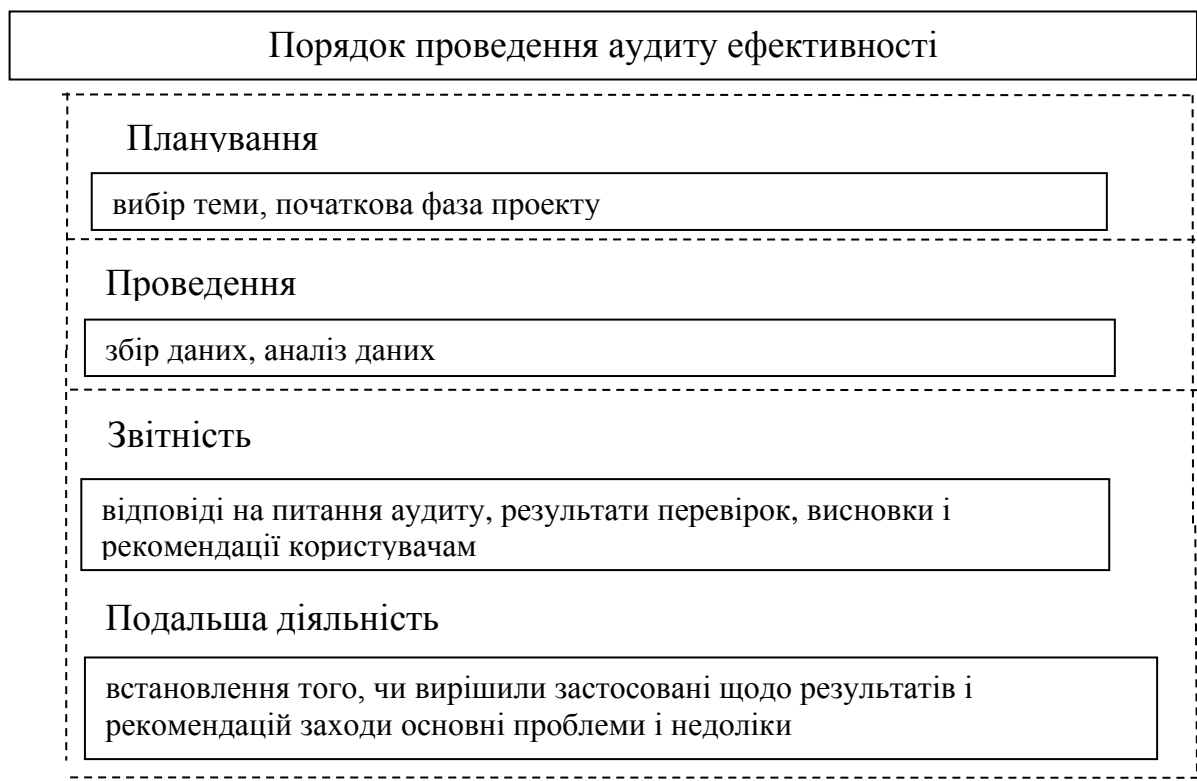 Порядок проведення аудиту ефективності
Планування
вибір теми, початкова фаза проекту
Проведення
збір даних, аналіз даних
Звітність
відповіді на питання аудиту, результати перевірок, висновки і
рекомендації користувачам
Подальша діяльність
встановлення того, чи вирішили застосовані щодо результатів і
рекомендацій заходи основні проблеми і недоліки